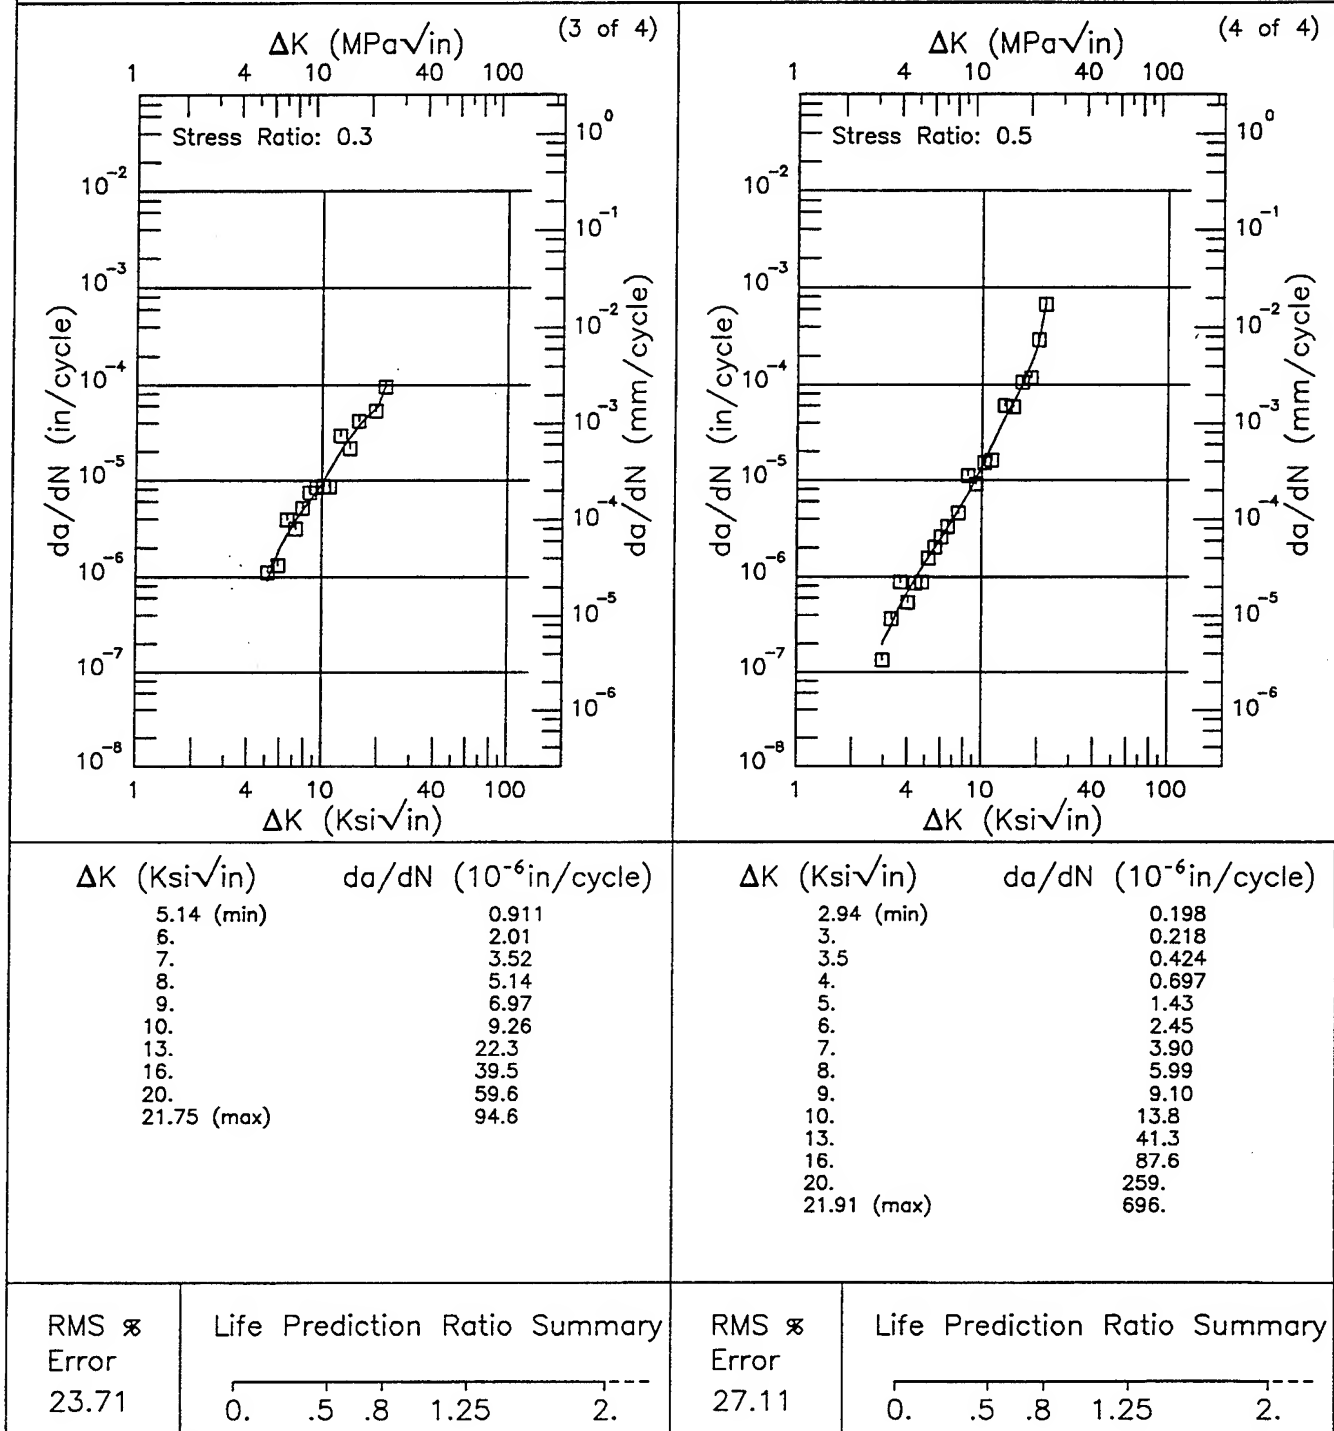 (3 of 4)
ΔK (MPa√in)
1 4 10 40 100
Stress Ratio: 0.3
10⁻²
10⁻³
10⁻⁴
10⁻⁵
10⁻⁶
10⁻⁷
10⁻⁸
da/dN (in/cycle)
10⁰
10⁻¹
10⁻²
10⁻³
10⁻⁴
10⁻⁵
10⁻⁶
da/dN (mm/cycle)
1 4 10 40 100
ΔK (Ksi√in)
(4 of 4)
ΔK (MPa√in)
1 4 10 40 100
Stress Ratio: 0.5
10⁻²
10⁻³
10⁻⁴
10⁻⁵
10⁻⁶
10⁻⁷
10⁻⁸
da/dN (in/cycle)
10⁰
10⁻¹
10⁻²
10⁻³
10⁻⁴
10⁻⁵
10⁻⁶
da/dN (mm/cycle)
1 4 10 40 100
ΔK (Ksi√in)
ΔK (Ksi√in) da/dN (10⁻⁶in/cycle)
5.14 (min) 0.911
6. 2.01
7. 3.52
8. 5.14
9. 6.97
10. 9.26
13. 22.3
16. 39.5
20. 59.6
21.75 (max) 94.6
ΔK (Ksi√in) da/dN (10⁻⁶in/cycle)
2.94 (min) 0.198
3. 0.218
3.5 0.424
4. 0.697
5. 1.43
6. 2.45
7. 3.90
8. 5.99
9. 9.10
10. 13.8
13. 41.3
16. 87.6
20. 259.
21.91 (max) 696.
RMS %
Error
23.71
Life Prediction Ratio Summary
0. .5 .8 1.25 2.
RMS %
Error
27.11
Life Prediction Ratio Summary
0. .5 .8 1.25 2.